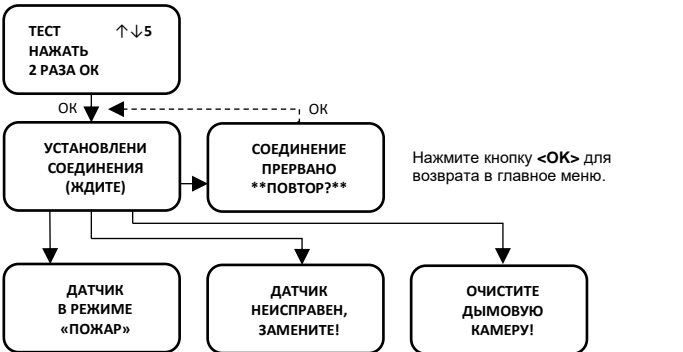 ТЕСТ ↑↓5
НАЖАТЬ
2 РАЗА ОК
ОК
ОК
УСТАНОВЛЕНИ
СОЕДИНЕНИЯ
(ЖДИТЕ)
СОЕДИНЕНИЕ
ПРЕРВАНО
**ПОВТОР?**
Нажмите кнопку <ОК> для
возврата в главное меню.
ДАТЧИК
В РЕЖИМЕ
«ПОЖАР»
ДАТЧИК
НЕИСПРАВЕН,
ЗАМЕНИТЕ!
ОЧИСТИТЕ
ДЫМОВУЮ
КАМЕРУ!